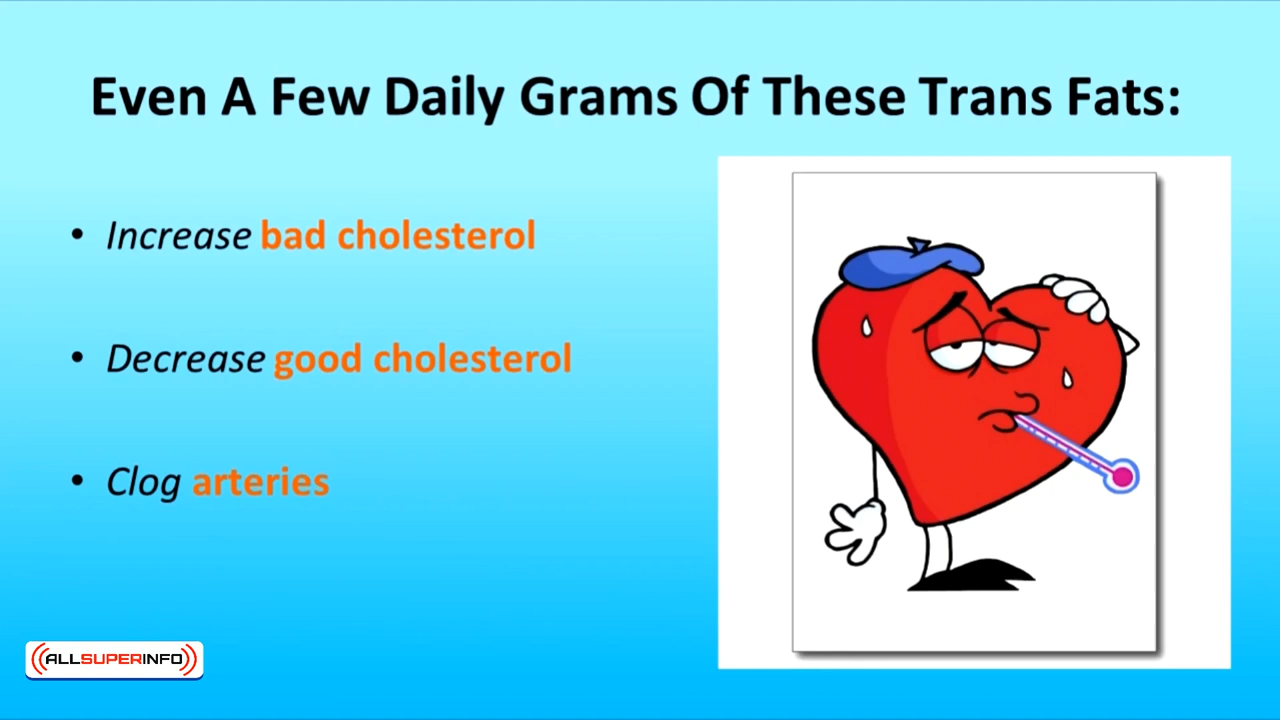 Even A Few Daily Grams Of These Trans Fats:
• Increase bad cholesterol
• Decrease good cholesterol
• Clog arteries
((ALLSUPERINFO))